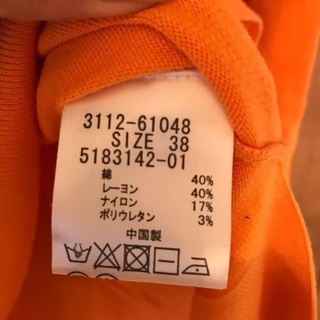 3112-61048
SIZE 38
5183142-01
綿 40%
レーヨン 40%
ナイロン 17%
ポリウレタン 3%
中国製